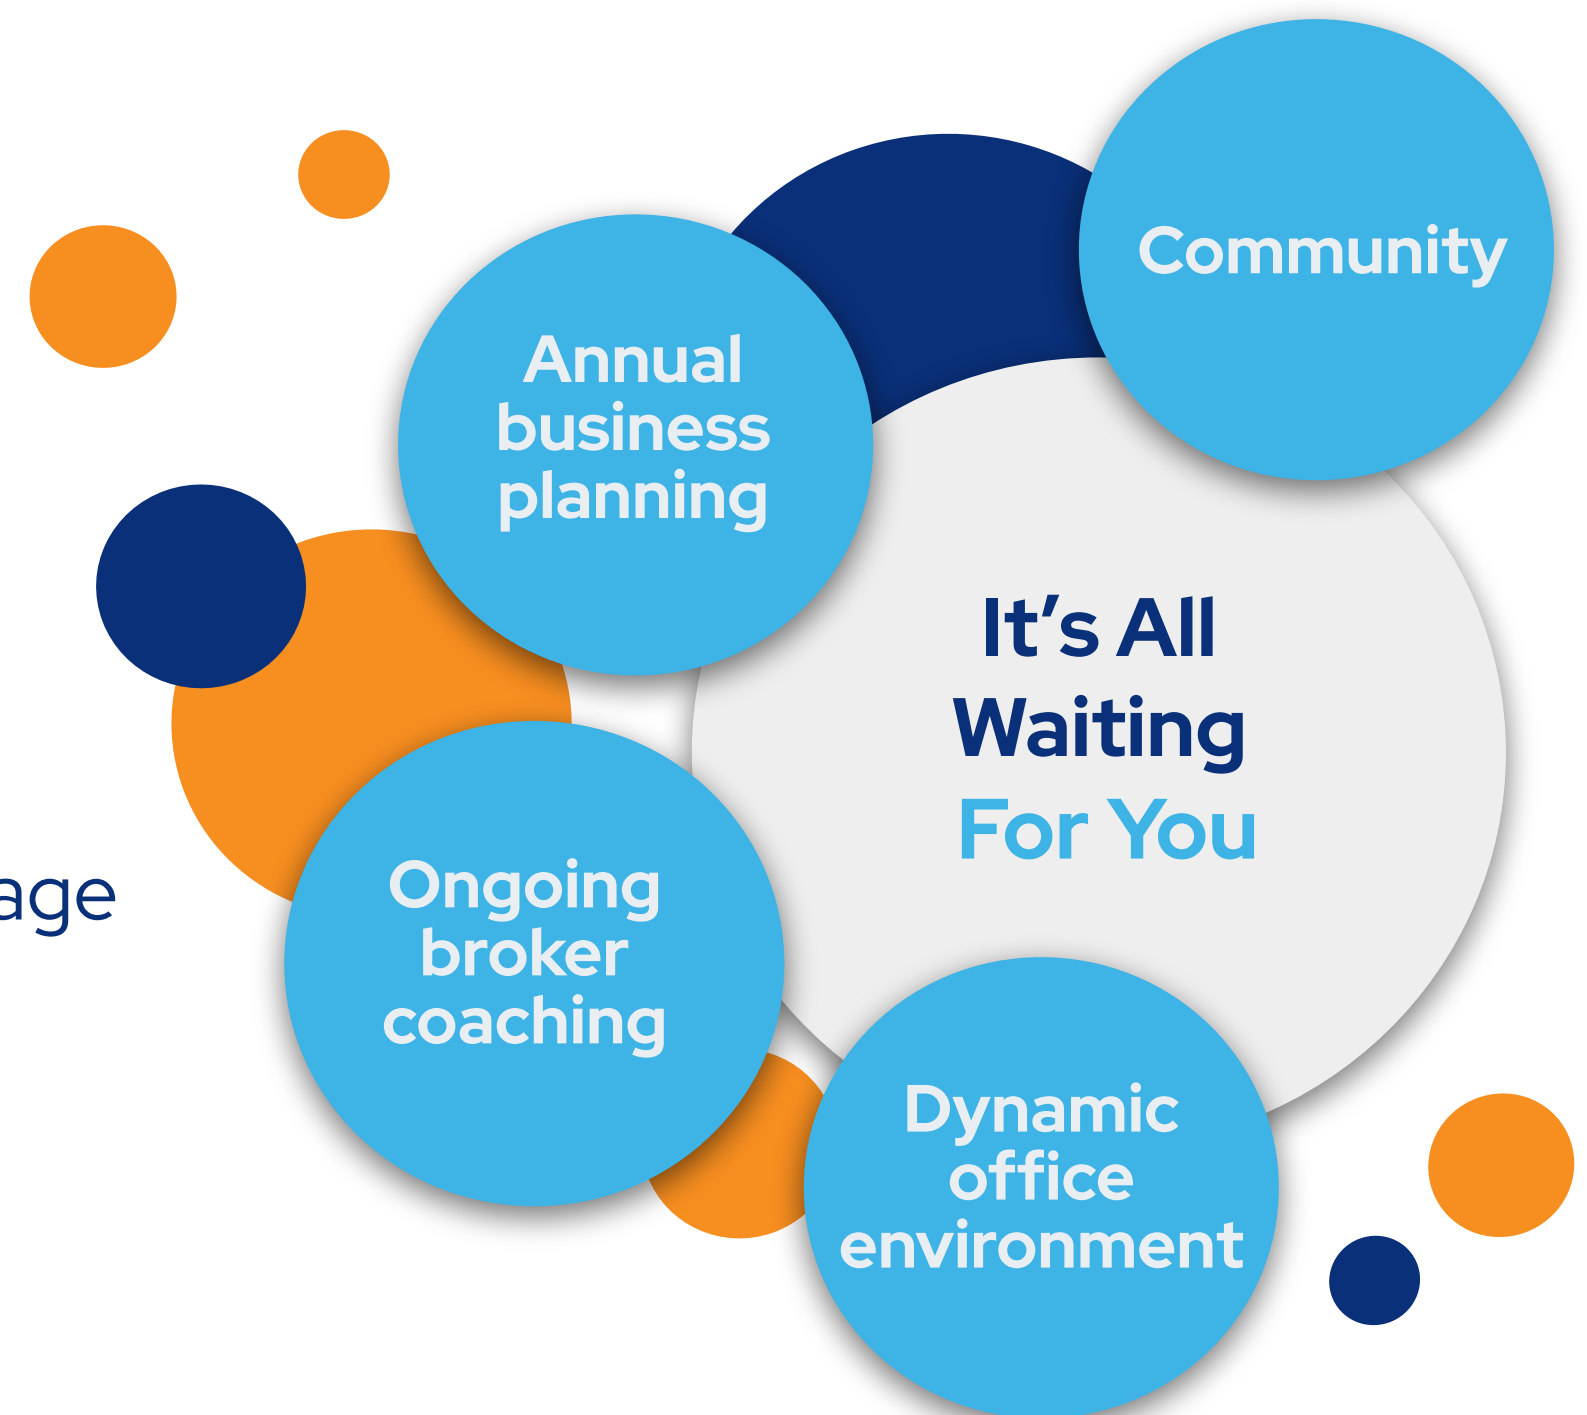 Community
Annual
business
planning
It’s All
Waiting
For You
age
Ongoing
broker
coaching
Dynamic
office
environment